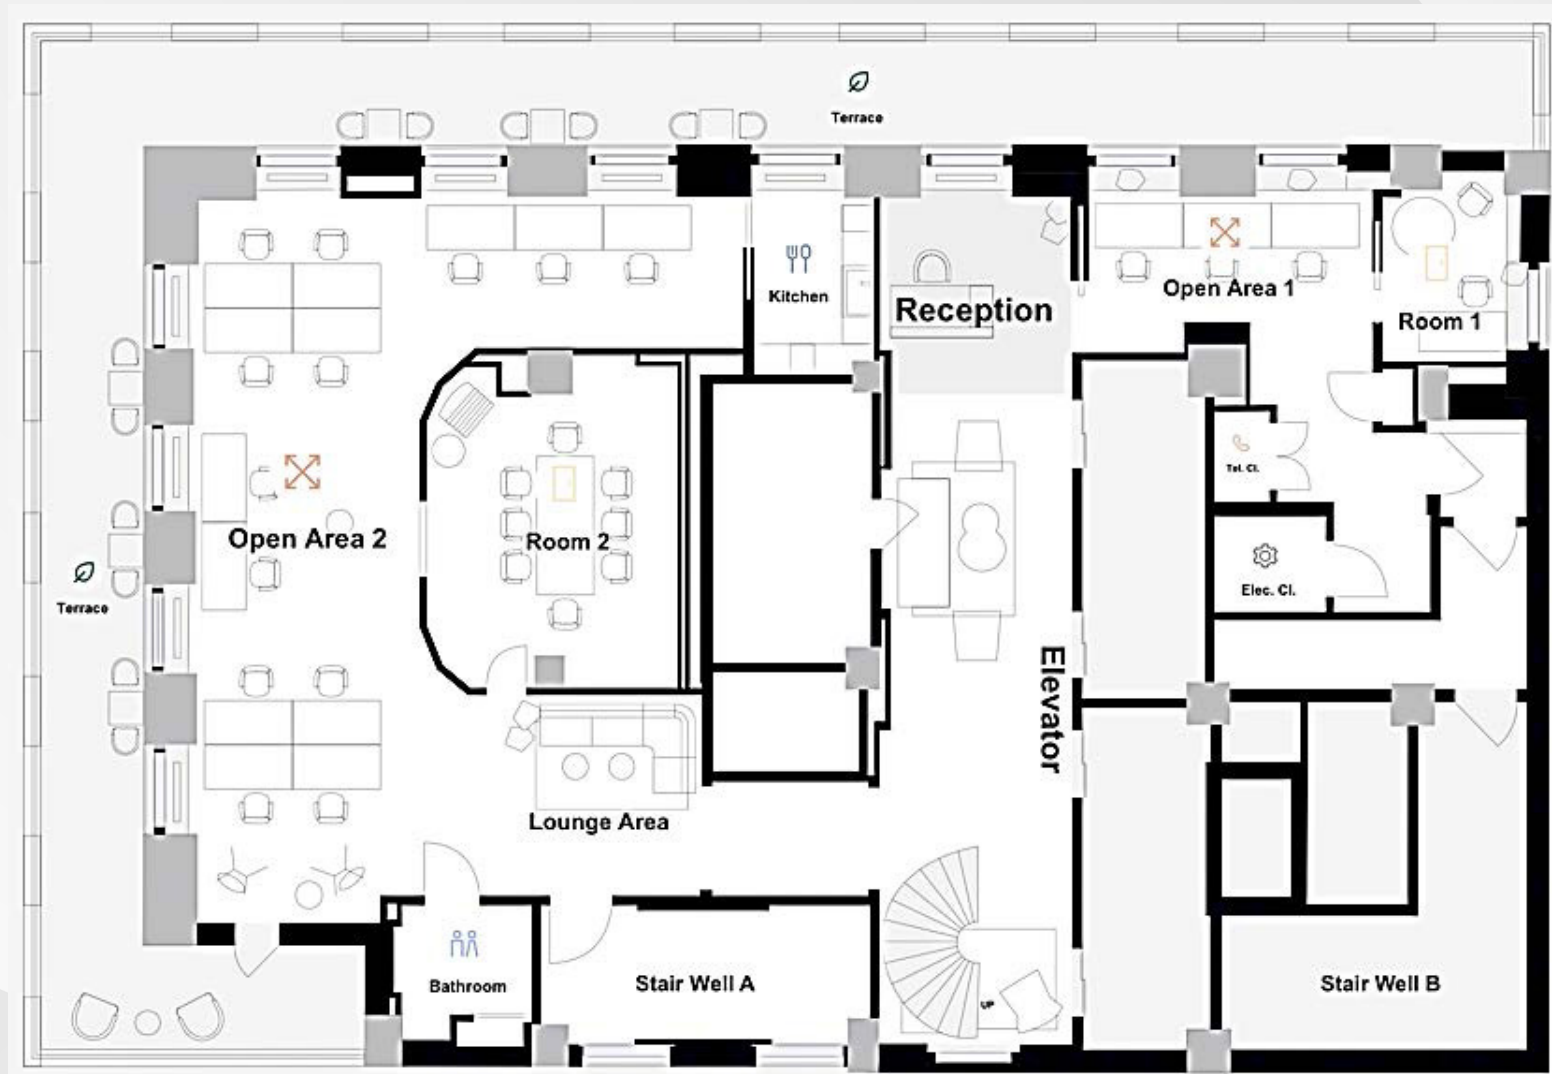 Terrace
Kitchen
Reception
Open Area 1
Room 1
Tel. Cl.
Open Area 2
Room 2
Elec. Cl.
Terrace
Elevator
Lounge Area
Bathroom
Stair Well A
UP
Stair Well B